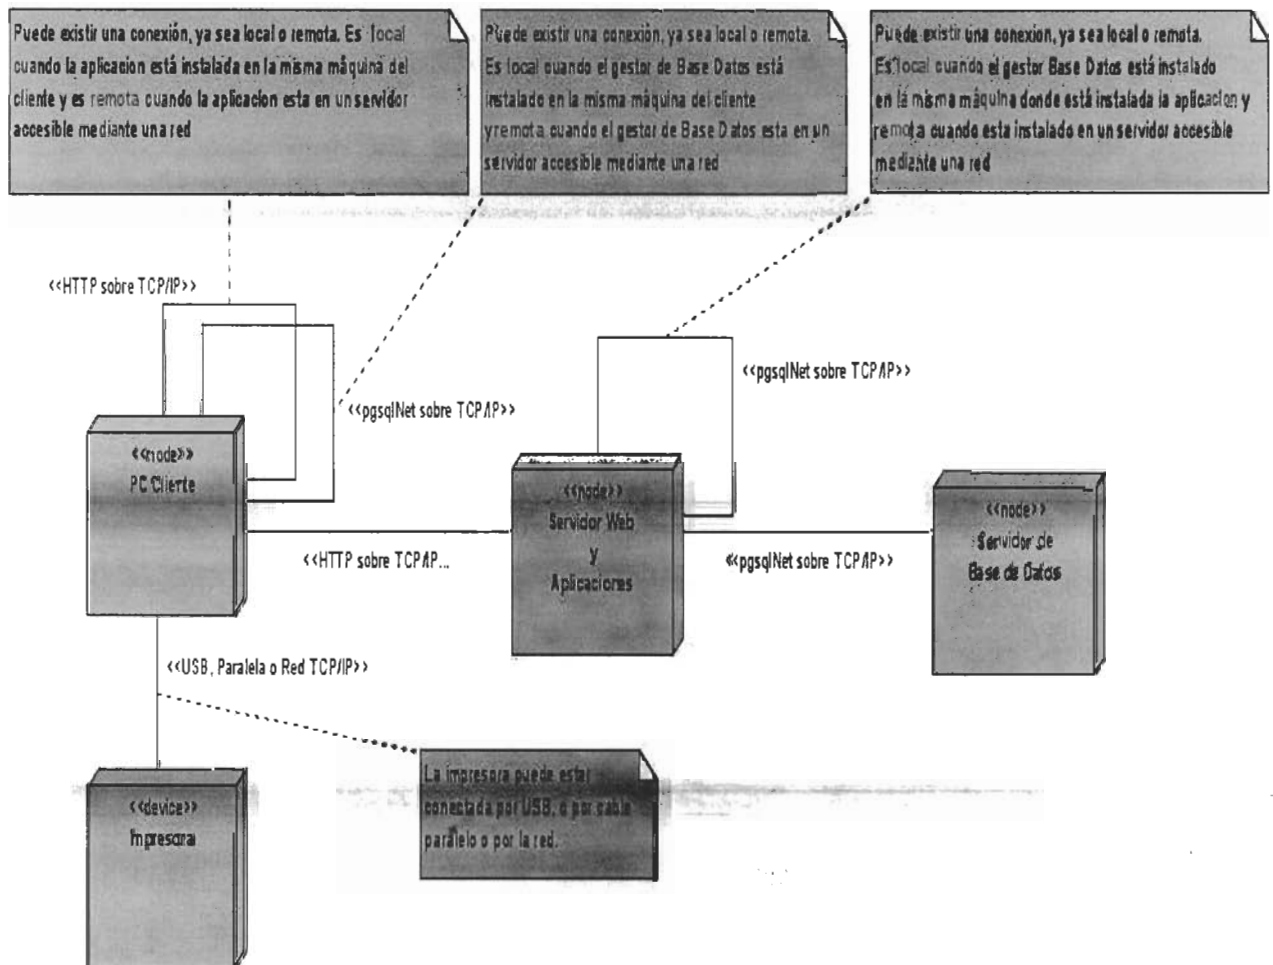 Puede existir una conexión, ya sea local o remota. Es local
cuando la aplicacion está instalada en la misma máquina del
cliente y es remota cuando la aplicacion esta en un servidor
accesible mediante una red
Puede existir una conexión, ya sea local o remota.
Es local cuando el gestor de Base Datos está
instalado en la misma máquina del cliente
y remota cuando el gestor de Base Datos esta en un
servidor accesible mediante una red
Puede existir una conexión, ya sea local o remota.
Es local cuando el gestor Base Datos está instalado
en la misma máquina donde está instalada la aplicacion y
remota cuando esta instalado en un servidor accesible
mediante una red
<<HTTP sobre TCP/IP>>
<<pgsqlNet sobre TCP/IP>>
<<pgsqlNet sobre TCP/IP>>
<<node>>
PC Cliente
<<node>>
Servidor Web
y
Aplicaciones
<<node>>
Servidor de
Base de Datos
<<HTTP sobre TCP/IP...
<<pgsqlNet sobre TCP/IP>>
<<USB, Paralela o Red TCP/IP>>
<<device>>
Impresora
La impresora puede estar
conectada por USB, o por cable
paralelo o por la red.